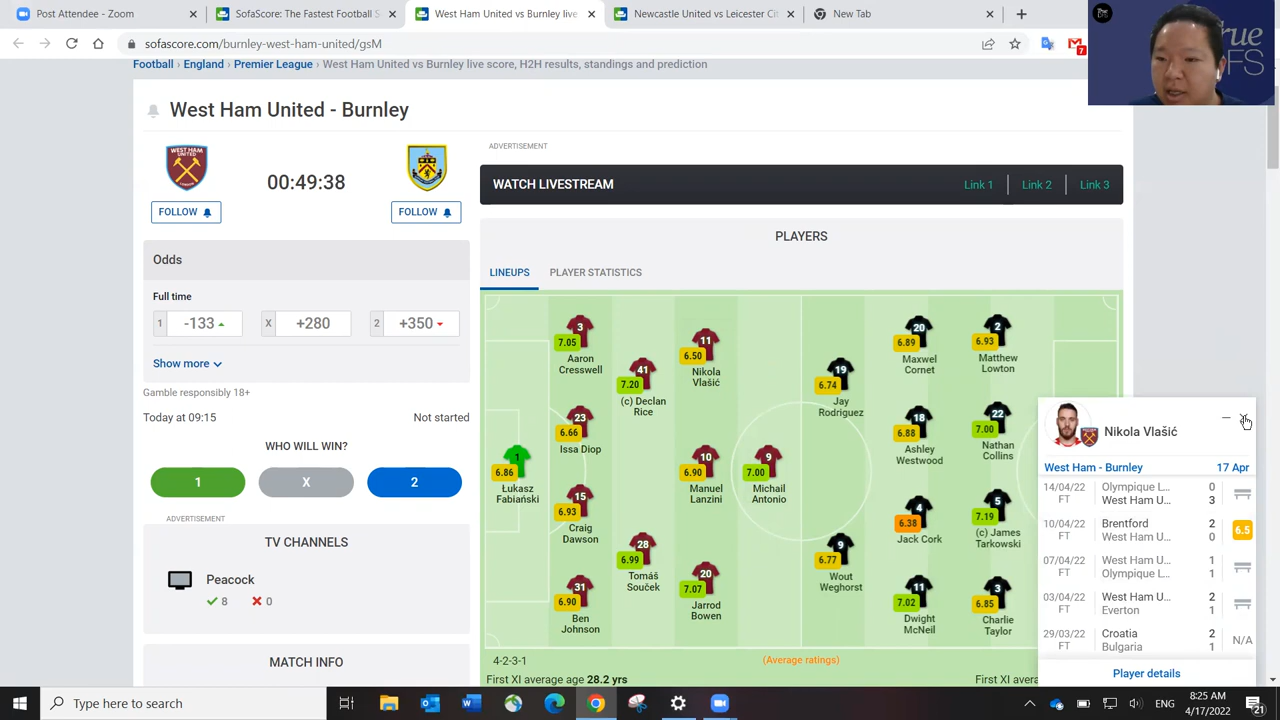 Post Attendee - Zoom
SofaScore: The Fastest Football S
West Ham United vs Burnley live
Newcastle United vs Leicester Cit
New Tab
sofascore.com/burnley-west-ham-united/gsM
7
Football
England
Premier League
West Ham United vs Burnley live score, H2H results, standings and prediction
West Ham United - Burnley
WEST HAM
UNITED
00:49:38
FOLLOW
FOLLOW
Odds
Full time
1
-133
X
+280
2
+350
Show more
Gamble responsibly 18+
Today at 09:15
Not started
WHO WILL WIN?
1
X
2
ADVERTISEMENT
TV CHANNELS
Peacock
8
0
MATCH INFO
ADVERTISEMENT
WATCH LIVESTREAM
Link 1
Link 2
Link 3
PLAYERS
LINEUPS
PLAYER STATISTICS
1
6.86
Łukasz
Fabiański
3
7.05
Aaron
Cresswell
23
6.66
Issa Diop
15
6.93
Craig
Dawson
31
6.90
Ben
Johnson
41
7.20
(c) Declan
Rice
28
6.99
Tomáš
Souček
11
6.50
Nikola
Vlašić
10
6.90
Manuel
Lanzini
20
7.07
Jarrod
Bowen
9
7.00
Michail
Antonio
19
6.74
Jay
Rodriguez
9
6.77
Wout
Weghorst
20
6.89
Maxwel
Cornet
18
6.88
Ashley
Westwood
4
6.38
Jack Cork
11
7.02
Dwight
McNeil
2
6.93
Matthew
Lowton
22
7.00
Nathan
Collins
5
7.19
(c) James
Tarkowski
3
6.85
Charlie
Taylor
4-2-3-1
(Average ratings)
First XI average age 28.2 yrs
First XI avera
Nikola Vlašić
West Ham - Burnley
17 Apr
14/04/22
FT
Olympique L...
0
West Ham U...
3
10/04/22
FT
Brentford
2
West Ham U...
0
6.5
07/04/22
FT
West Ham U...
1
Olympique L...
1
03/04/22
FT
West Ham U...
2
Everton
1
29/03/22
FT
Croatia
2
Bulgaria
1
N/A
Player details
Type here to search
ENG
8:25 AM
4/17/2022
21